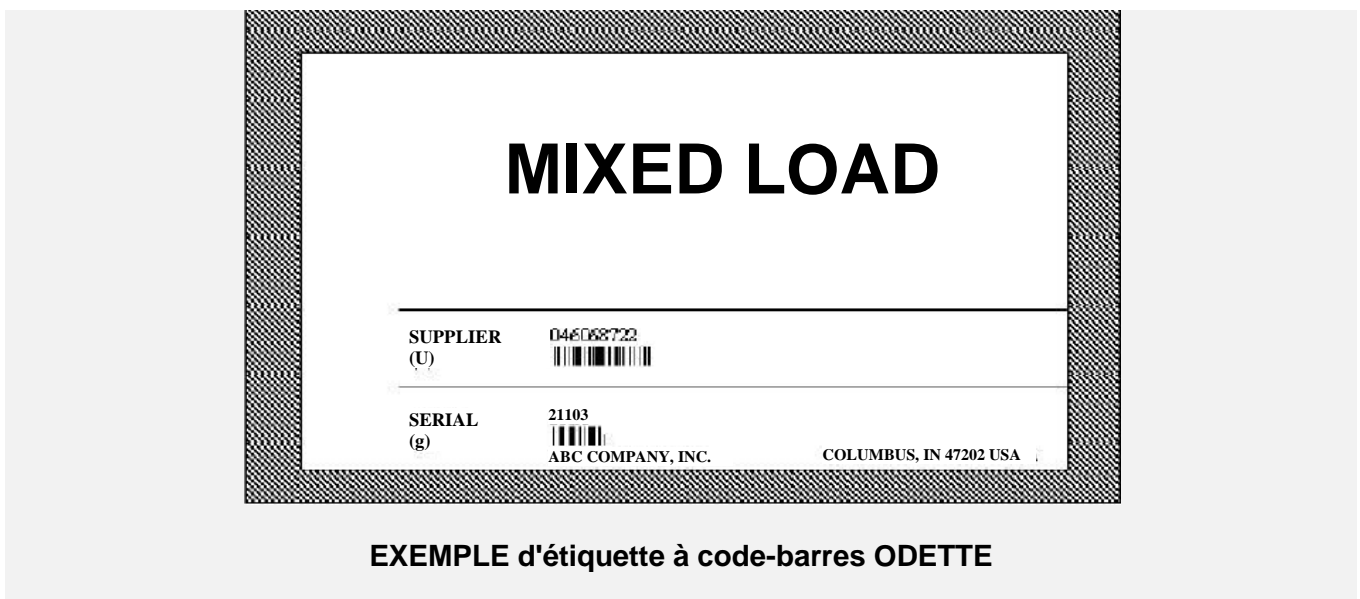 MIXED LOAD
SUPPLIER 046068722
(U)
SERIAL 21103
(g)
ABC COMPANY, INC. COLUMBUS, IN 47202 USA
EXEMPLE d'étiquette à code-barres ODETTE